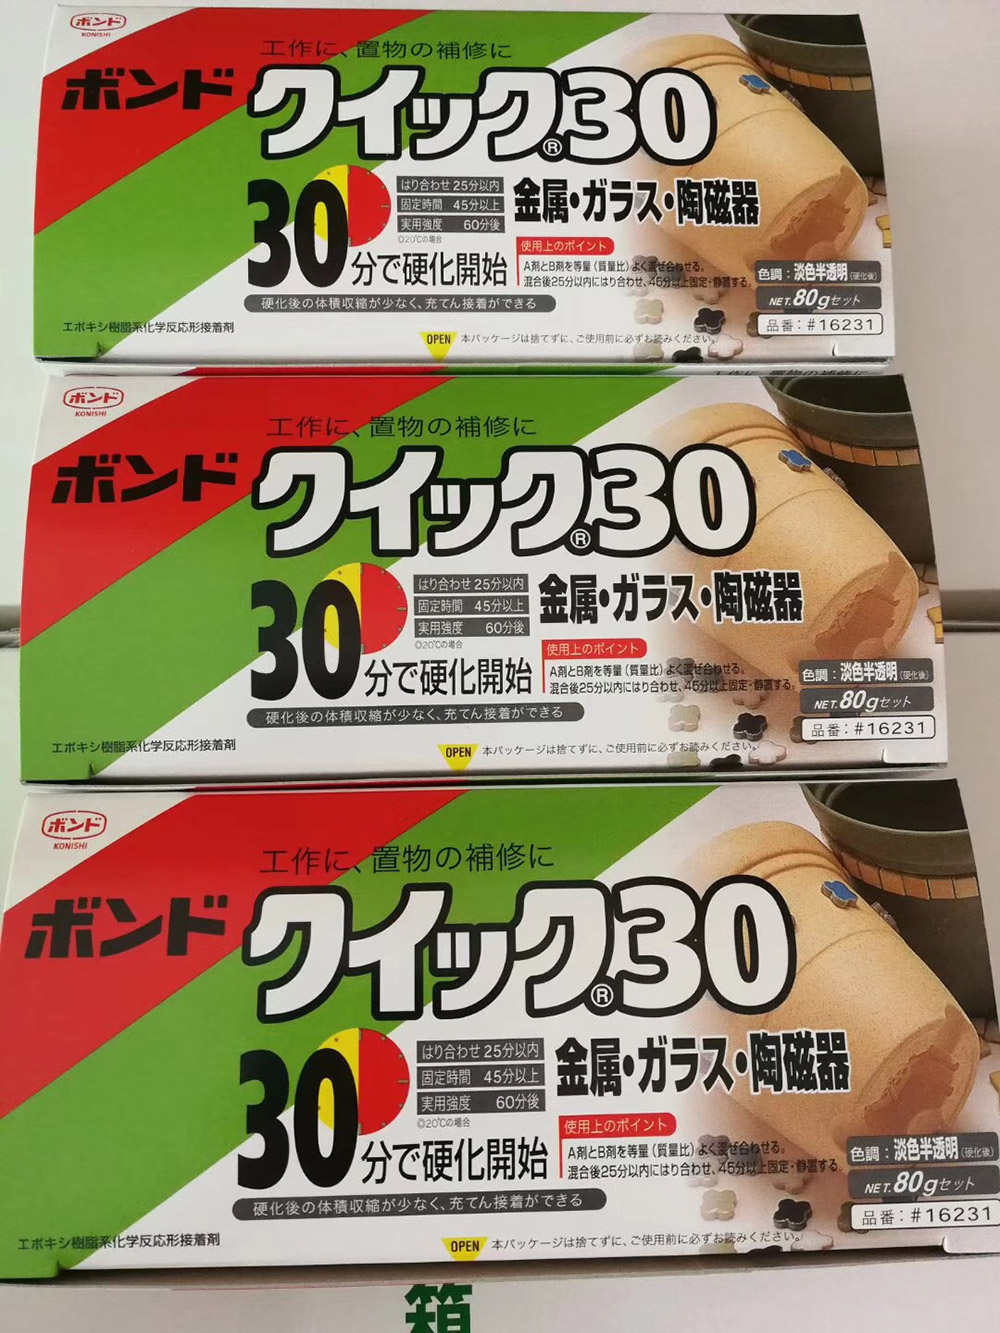 ボンド
KONISHI
工作に、置物の補修に
ボンド クイック®30
30分で硬化開始
はり合わせ 25分以内
固定時間 45分以上
実用強度 60分後
◎20℃の場合
金属・ガラス・陶磁器
使用上のポイント
A剤とB剤を等量（質量比）よく混ぜ合わせる。
混合後25分以内にはり合わせ、45分以上固定・静置する。
色調：淡色半透明（硬化後）
NET.80gセット
品番：#16231
硬化後の体積収縮が少なく、充てん接着ができる
エポキシ樹脂系化学反応形接着剤
OPEN 本パッケージは捨てずに、ご使用前に必ずお読みください。
ボンド
KONISHI
工作に、置物の補修に
ボンド クイック®30
30分で硬化開始
はり合わせ 25分以内
固定時間 45分以上
実用強度 60分後
◎20℃の場合
金属・ガラス・陶磁器
使用上のポイント
A剤とB剤を等量（質量比）よく混ぜ合わせる。
混合後25分以内にはり合わせ、45分以上固定・静置する。
色調：淡色半透明（硬化後）
NET.80gセット
品番：#16231
硬化後の体積収縮が少なく、充てん接着ができる
エポキシ樹脂系化学反応形接着剤
OPEN 本パッケージは捨てずに、ご使用前に必ずお読みください。
ボンド
KONISHI
工作に、置物の補修に
ボンド クイック®30
30分で硬化開始
はり合わせ 25分以内
固定時間 45分以上
実用強度 60分後
◎20℃の場合
金属・ガラス・陶磁器
使用上のポイント
A剤とB剤を等量（質量比）よく混ぜ合わせる。
混合後25分以内にはり合わせ、45分以上固定・静置する。
色調：淡色半透明（硬化後）
NET.80gセット
品番：#16231
硬化後の体積収縮が少なく、充てん接着ができる
エポキシ樹脂系化学反応形接着剤
OPEN 本パッケージは捨てずに、ご使用前に必ずお読みください。
箱